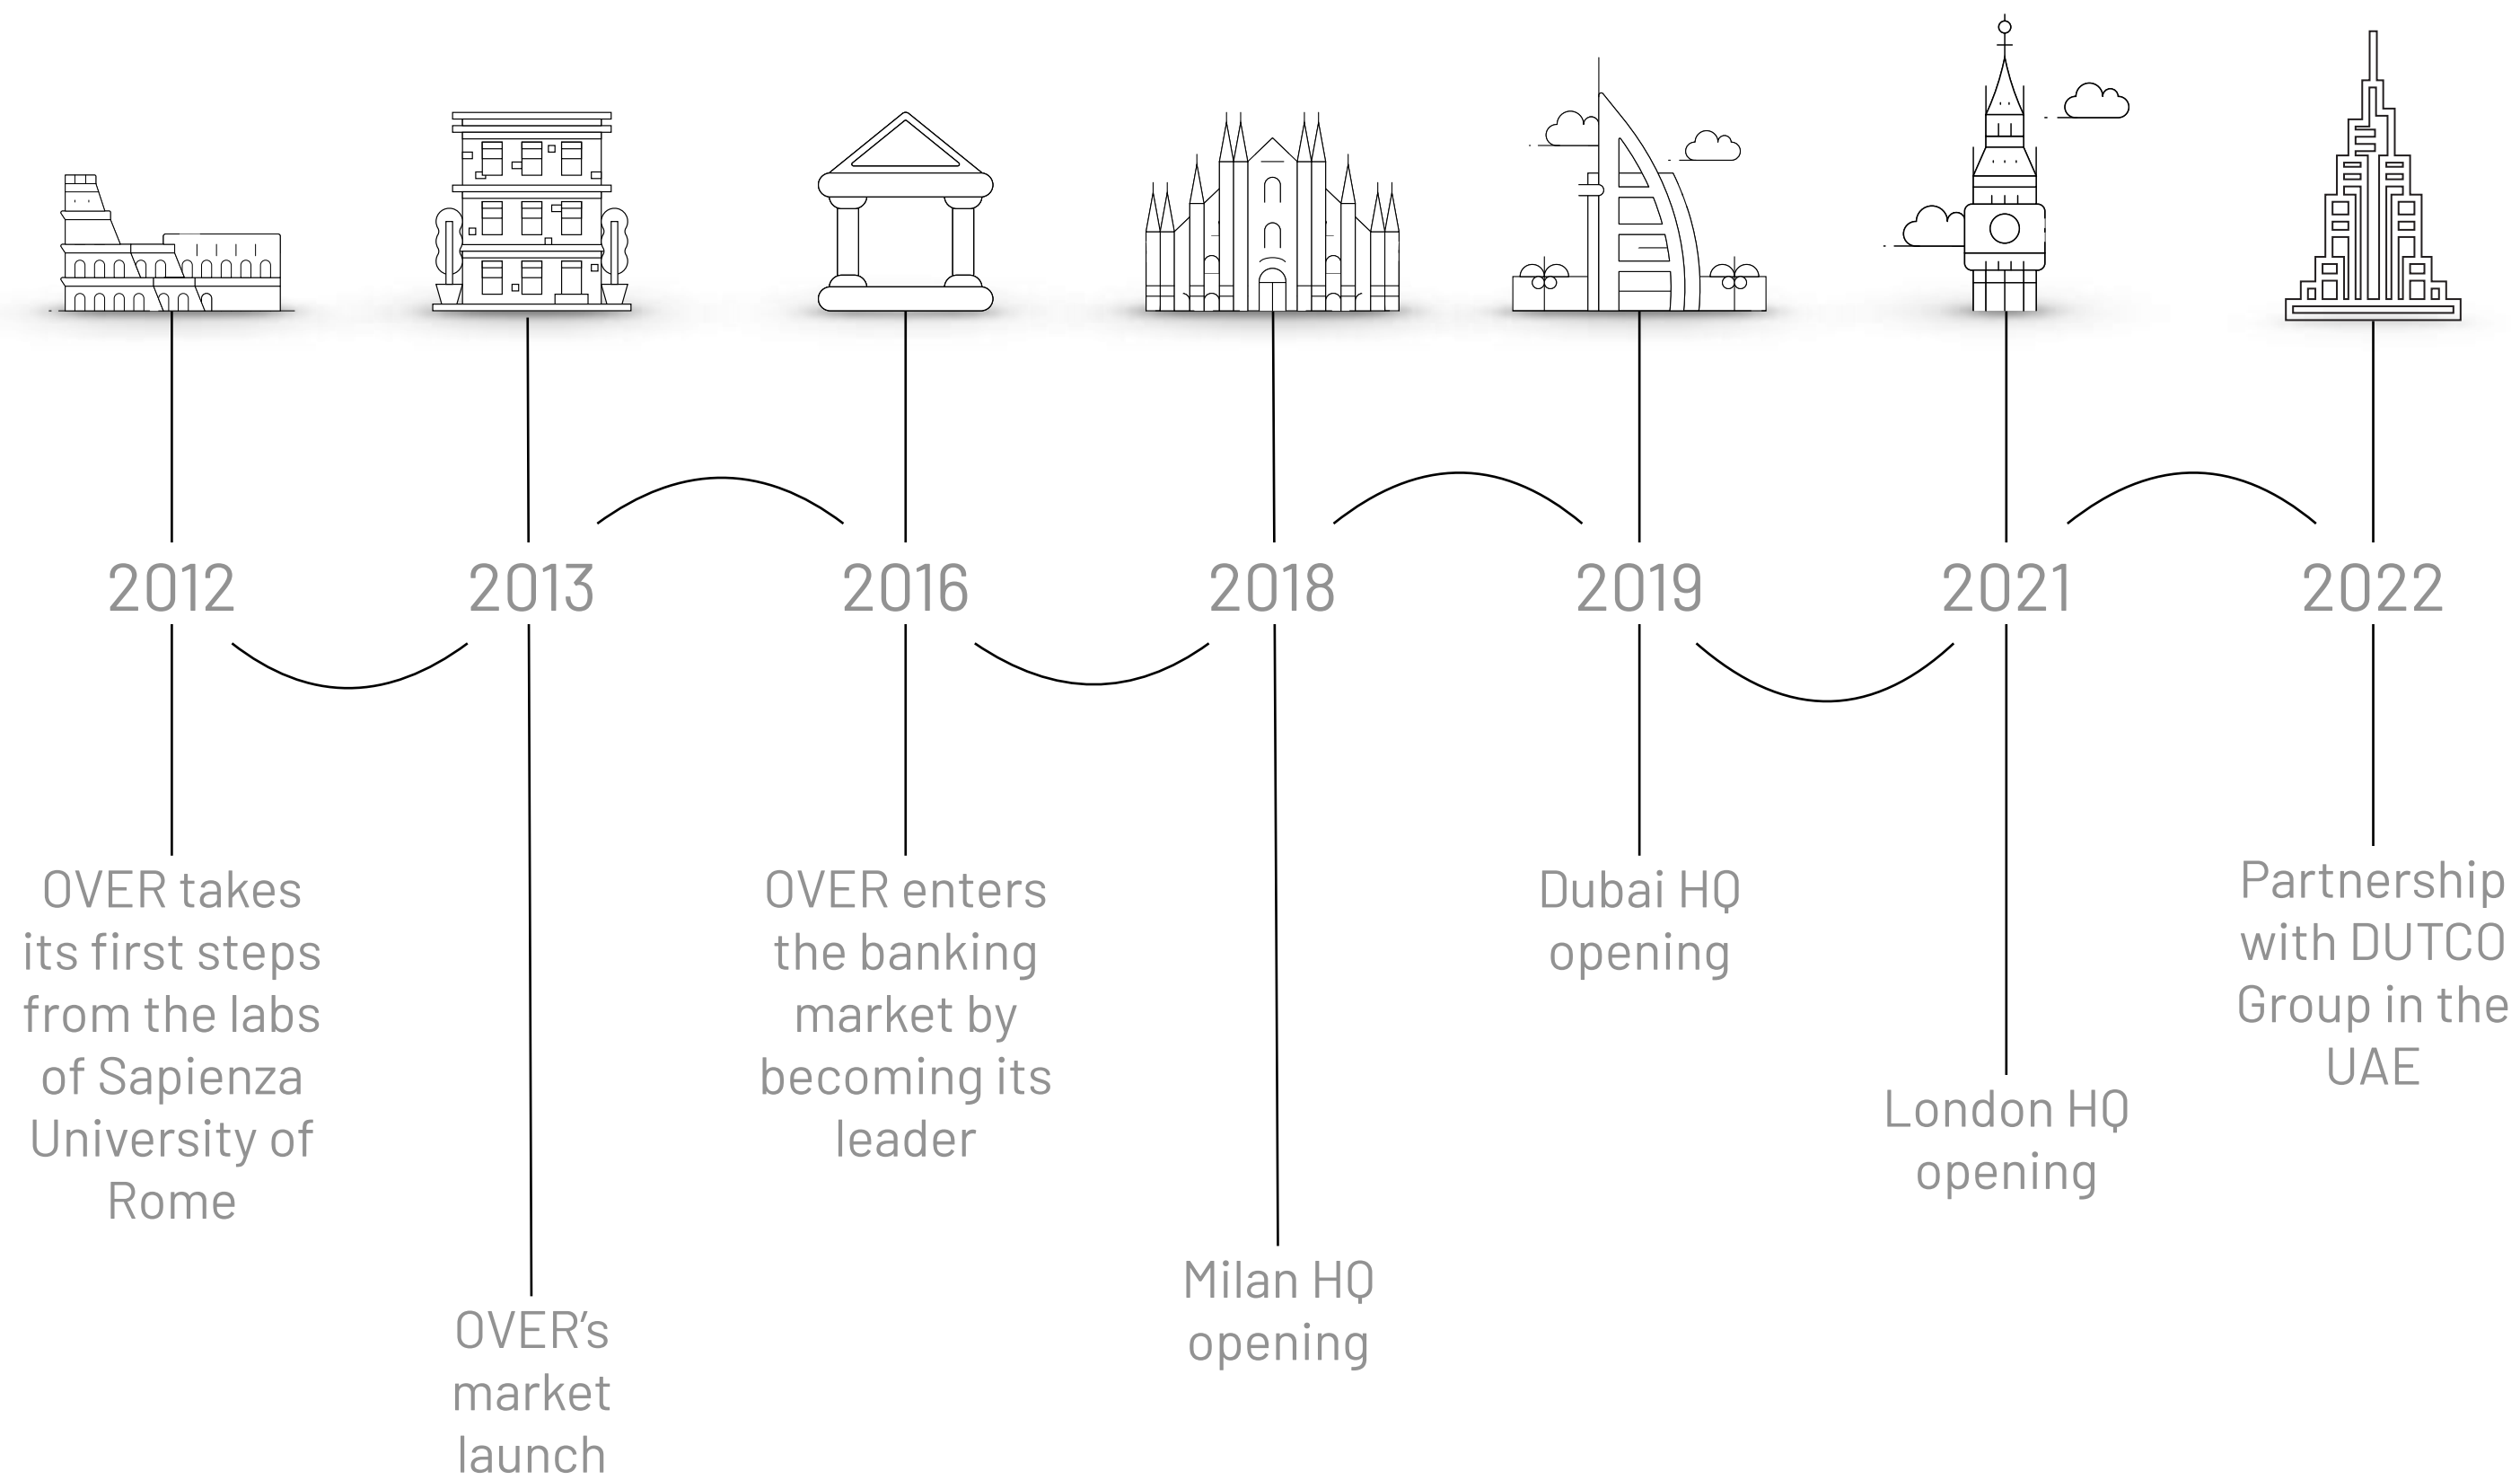 2012
2013
2016
2018
2019
2021
2022
OVER takes
its first steps
from the labs
of Sapienza
University of
Rome
OVER’s
market
launch
OVER enters
the banking
market by
becoming its
leader
Milan HQ
opening
Dubai HQ
opening
London HQ
opening
Partnership
with DUTCO
Group in the
UAE